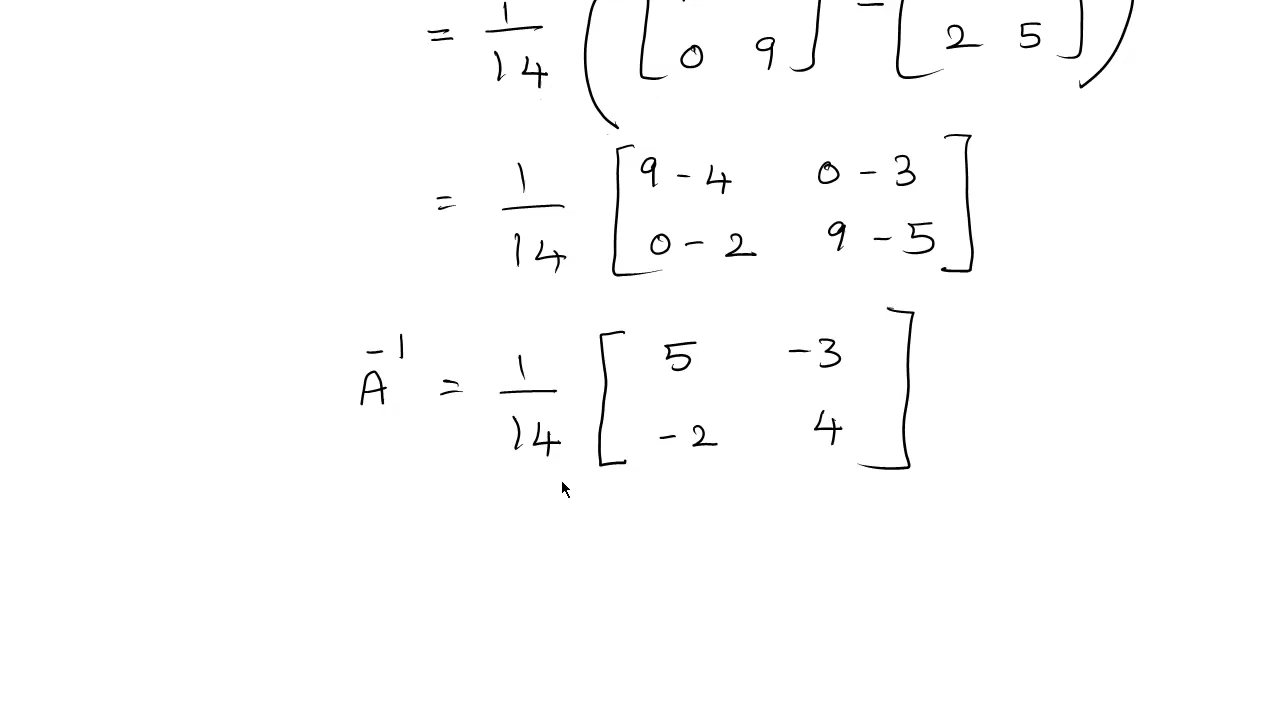 = 1/14 ( [ 0 9 ] - [ 2 5 ] )
= 1/14 [ 9 - 4 0 - 3
0 - 2 9 - 5 ]
A^-1 = 1/14 [ 5 -3
-2 4 ]